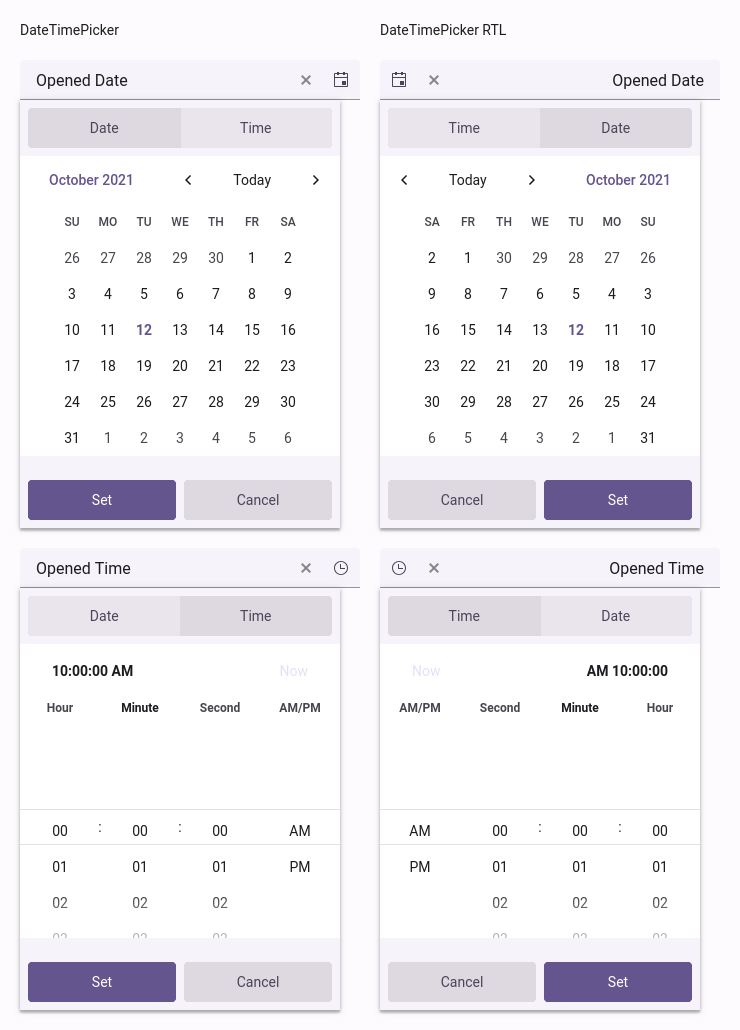 DateTimePicker
DateTimePicker RTL
Opened Date
Date Time
October 2021 Today
SU MO TU WE TH FR SA
26 27 28 29 30 1 2
3 4 5 6 7 8 9
10 11 12 13 14 15 16
17 18 19 20 21 22 23
24 25 26 27 28 29 30
31 1 2 3 4 5 6
Set Cancel
Opened Date
Time Date
Today October 2021
SA FR TH WE TU MO SU
2 1 30 29 28 27 26
9 8 7 6 5 4 3
16 15 14 13 12 11 10
23 22 21 20 19 18 17
30 29 28 27 26 25 24
6 5 4 3 2 1 31
Cancel Set
Opened Time
Date Time
10:00:00 AM Now
Hour Minute Second AM/PM
00 : 00 : 00 AM
01 01 01 PM
02 02 02
Set Cancel
Opened Time
Time Date
Now AM 10:00:00
AM/PM Second Minute Hour
AM 00 : 00 : 00
PM 01 01 01
02 02 02
Cancel Set